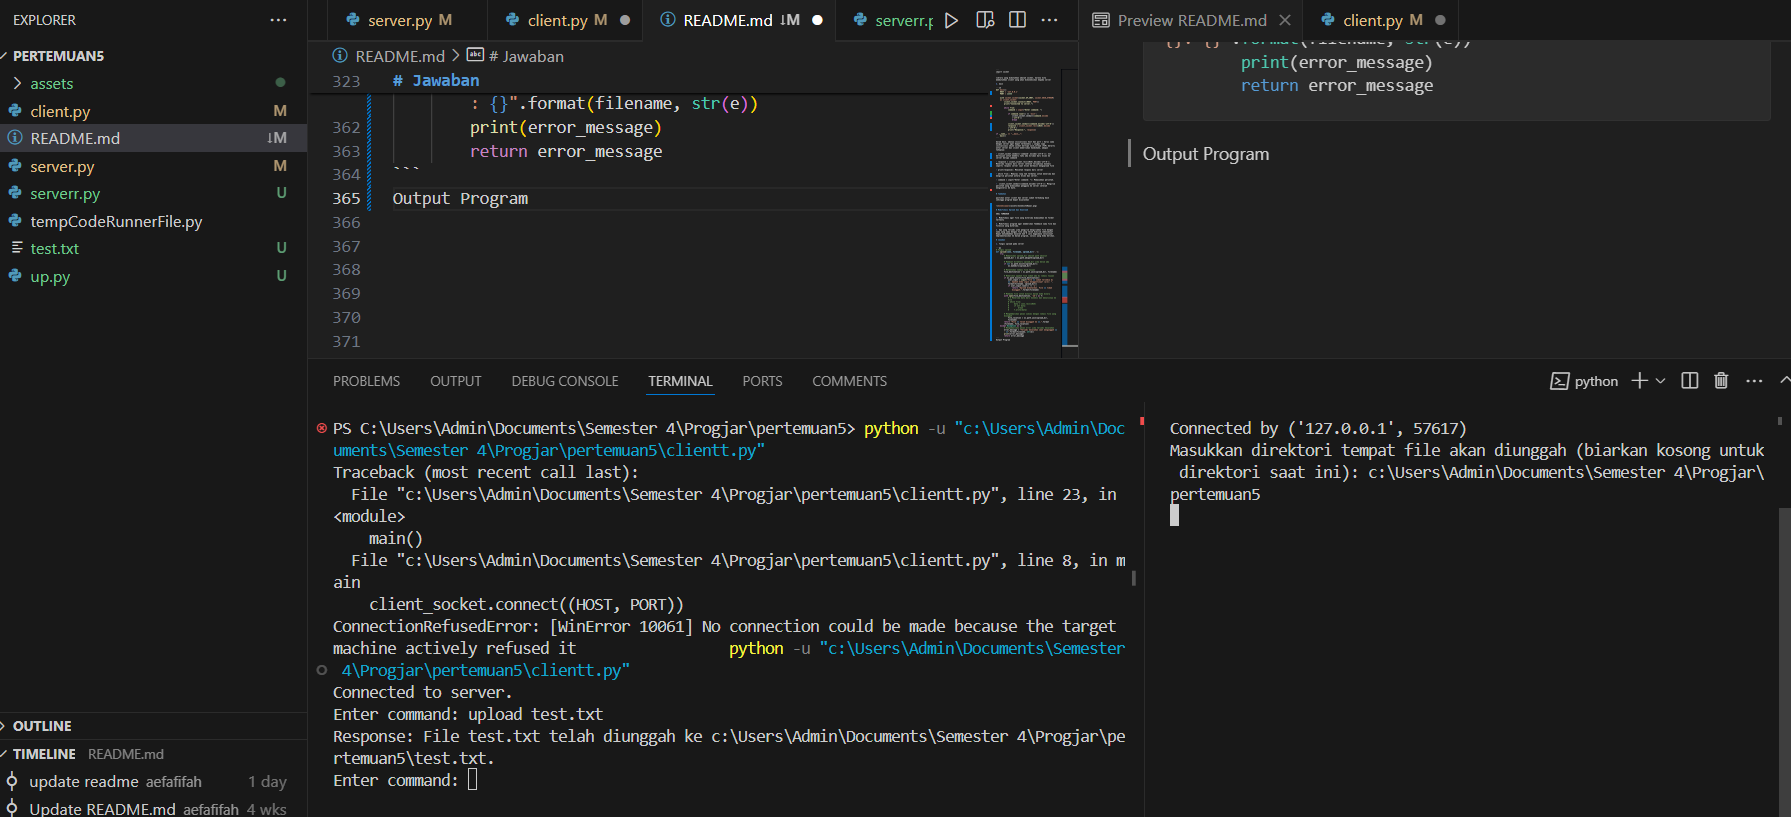 EXPLORER
PERTEMUAN5
assets
client.py M
README.md ↓M
server.py M
serverr.py U
tempCodeRunnerFile.py
test.txt U
up.py U
OUTLINE
TIMELINE README.md
update readme aefafifah 1 day
Update README.md aefafifah 4 wks
server.py M
client.py M
README.md ↓M
serverr.p
README.md > # Jawaban
323 # Jawaban
: {}".format(filename, str(e))
362 print(error_message)
363 return error_message
364 ```
365 Output Program
366
367
368
369
370
371
Preview README.md
client.py M
{}: {}".format(filename, str(e))
print(error_message)
return error_message
Output Program
PROBLEMS OUTPUT DEBUG CONSOLE TERMINAL PORTS COMMENTS
python
PS C:\Users\Admin\Documents\Semester 4\Progjar\pertemuan5> python -u "c:\Users\Admin\Doc
uments\Semester 4\Progjar\pertemuan5\clientt.py"
Traceback (most recent call last):
File "c:\Users\Admin\Documents\Semester 4\Progjar\pertemuan5\clientt.py", line 23, in
<module>
main()
File "c:\Users\Admin\Documents\Semester 4\Progjar\pertemuan5\clientt.py", line 8, in m
ain
client_socket.connect((HOST, PORT))
ConnectionRefusedError: [WinError 10061] No connection could be made because the target
machine actively refused it python -u "c:\Users\Admin\Documents\Semester
4\Progjar\pertemuan5\clientt.py"
Connected to server.
Enter command: upload test.txt
Response: File test.txt telah diunggah ke c:\Users\Admin\Documents\Semester 4\Progjar\pe
rtemuan5\test.txt.
Enter command:
Connected by ('127.0.0.1', 57617)
Masukkan direktori tempat file akan diunggah (biarkan kosong untuk
direktori saat ini): c:\Users\Admin\Documents\Semester 4\Progjar\
pertemuan5